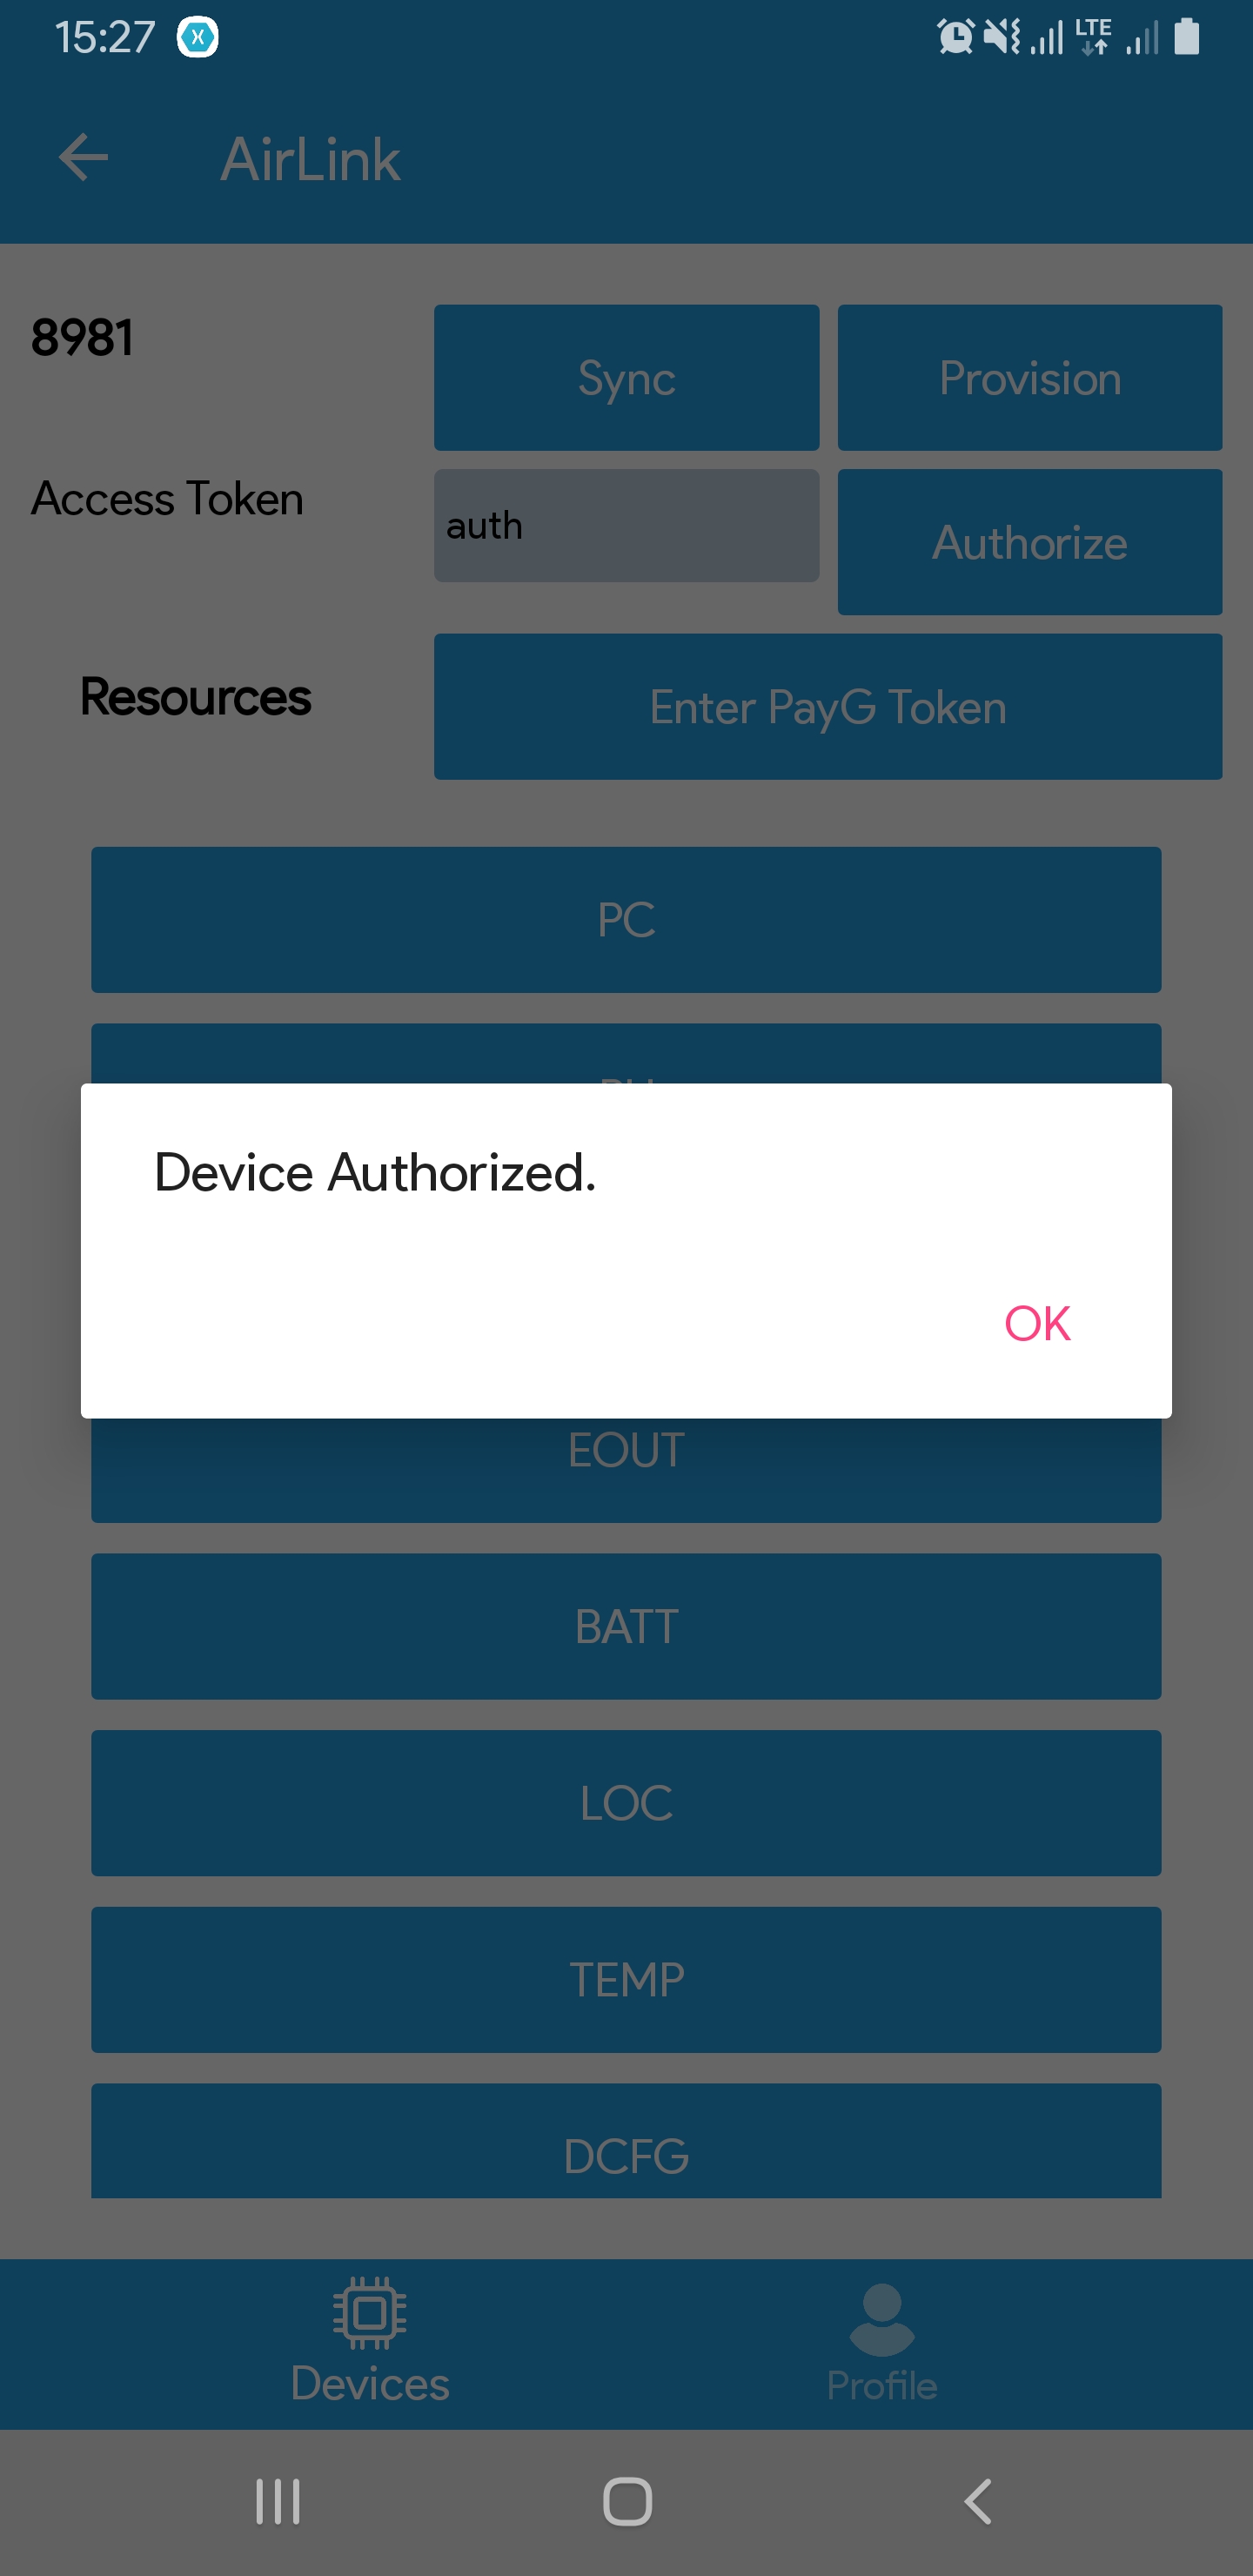 15:27
LTE
AirLink
8981
Sync
Provision
Access Token
auth
Authorize
Resources
Enter PayG Token
PC
Device Authorized.
OK
EOUT
BATT
LOC
TEMP
DCFG
Devices
Profile